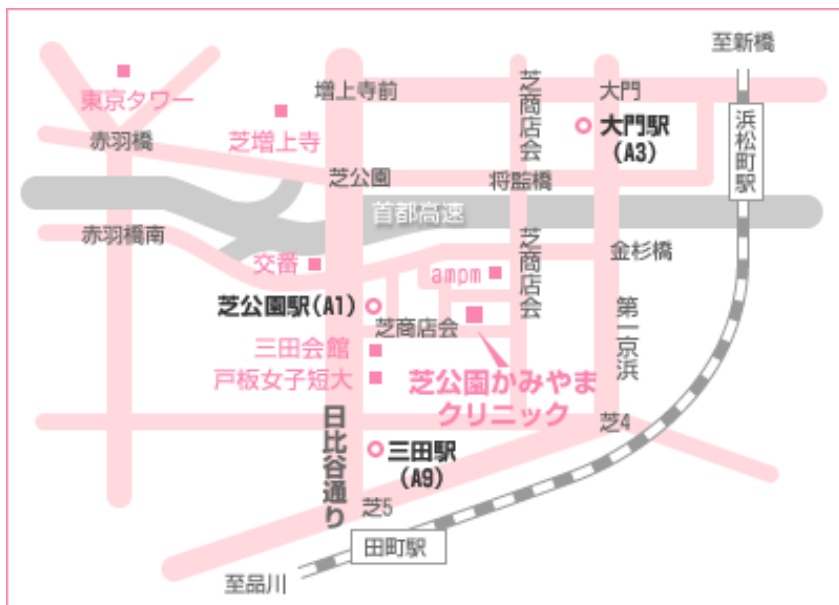 至新橋
東京タワー
増上寺前
芝商店会
大門
赤羽橋
芝増上寺
大門駅
(A3)
浜松町駅
芝公園
将監橋
首都高速
赤羽橋南
交番
ampm
芝商店会
金杉橋
芝公園駅(A1)
芝商店会
第一京浜
三田会館
戸板女子短大
芝公園かみやま
クリニック
日比谷通り
芝4
三田駅
(A9)
芝5
田町駅
至品川